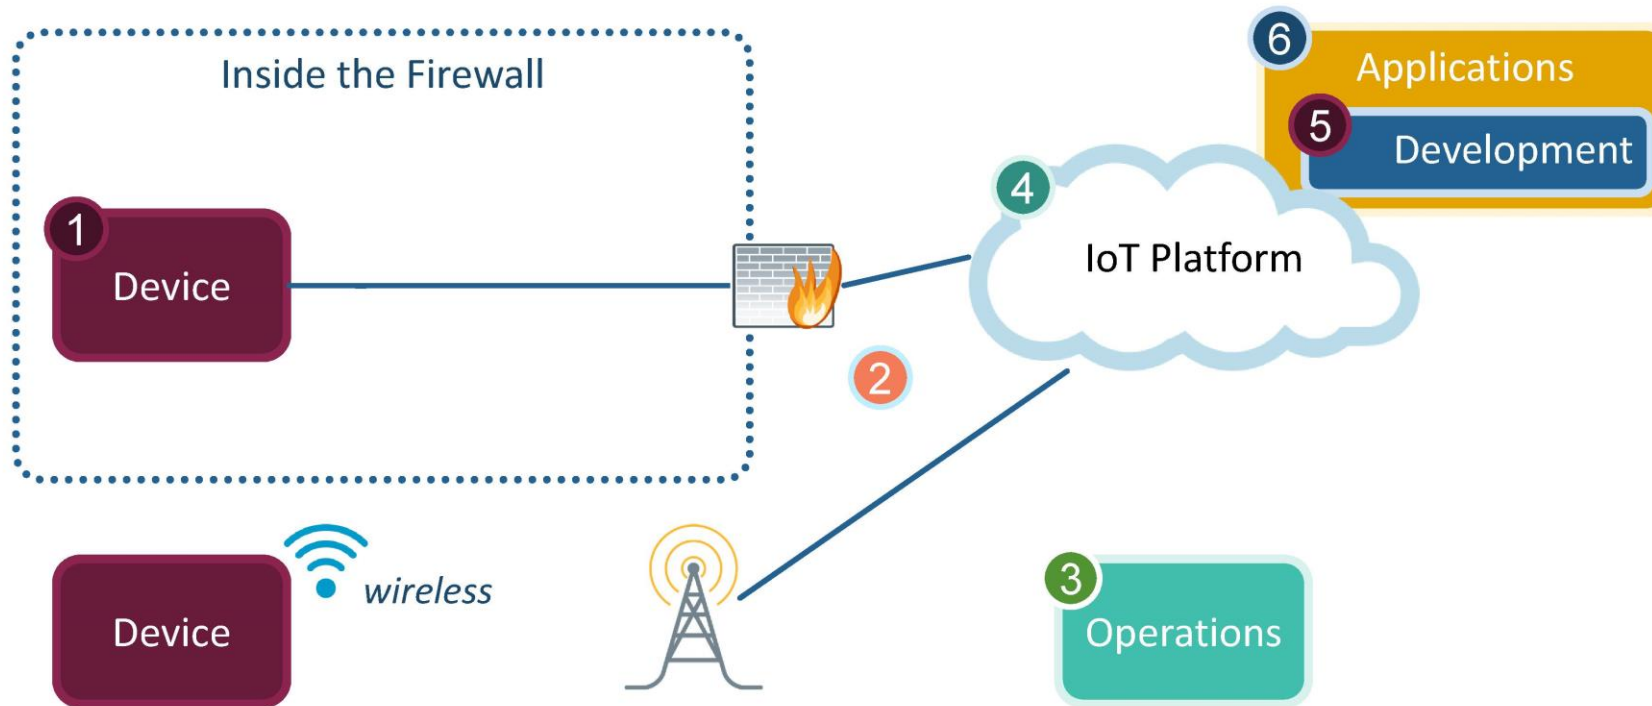 Inside the Firewall
6
Applications
5
Development
4
IoT Platform
1
Device
2
wireless
Device
3
Operations